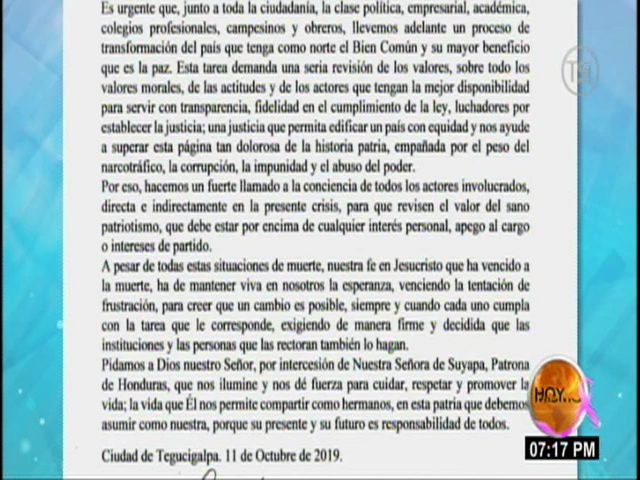 Es urgente que, junto a toda la ciudadanía, la clase política, empresarial, académica,
colegios profesionales, campesinos y obreros, llevemos adelante un proceso de
transformación del país que tenga como norte el Bien Común y su mayor beneficio
que es la paz. Esta tarea demanda una seria revisión de los valores, sobre todo los
valores morales, de las actitudes y de los actores que tengan la mejor disponibilidad
para servir con transparencia, fidelidad en el cumplimiento de la ley, luchadores por
establecer la justicia; una justicia que permita edificar un país con equidad y nos ayude
a superar esta página tan dolorosa de la historia patria, empañada por el peso del
narcotráfico, la corrupción, la impunidad y el abuso del poder.
Por eso, hacemos un fuerte llamado a la conciencia de todos los actores involucrados,
directa e indirectamente en la presente crisis, para que revisen el valor del sano
patriotismo, que debe estar por encima de cualquier interés personal, apego al cargo
o intereses de partido.
A pesar de todas estas situaciones de muerte, nuestra fe en Jesucristo que ha vencido a
la muerte, ha de mantener viva en nosotros la esperanza, venciendo la tentación de
frustración, para creer que un cambio es posible, siempre y cuando cada uno cumpla
con la tarea que le corresponde, exigiendo de manera firme y decidida que las
instituciones y las personas que las rectoran también lo hagan.
Pidamos a Dios nuestro Señor, por intercesión de Nuestra Señora de Suyapa, Patrona
de Honduras, que nos ilumine y nos dé fuerza para cuidar, respetar y promover la
vida; la vida que Él nos permite compartir como hermanos, en esta patria que debemos
asumir como nuestra, porque su presente y su futuro es responsabilidad de todos.
Ciudad de Tegucigalpa. 11 de Octubre de 2019.
HOY
07:17 PM